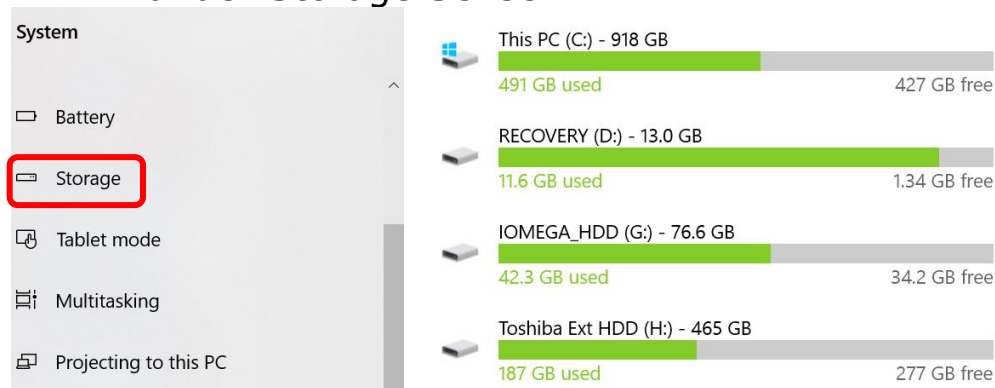 System
Battery
Storage
Tablet mode
Multitasking
Projecting to this PC
This PC (C:) - 918 GB
491 GB used 427 GB free
RECOVERY (D:) - 13.0 GB
11.6 GB used 1.34 GB free
IOMEGA_HDD (G:) - 76.6 GB
42.3 GB used 34.2 GB free
Toshiba Ext HDD (H:) - 465 GB
187 GB used 277 GB free